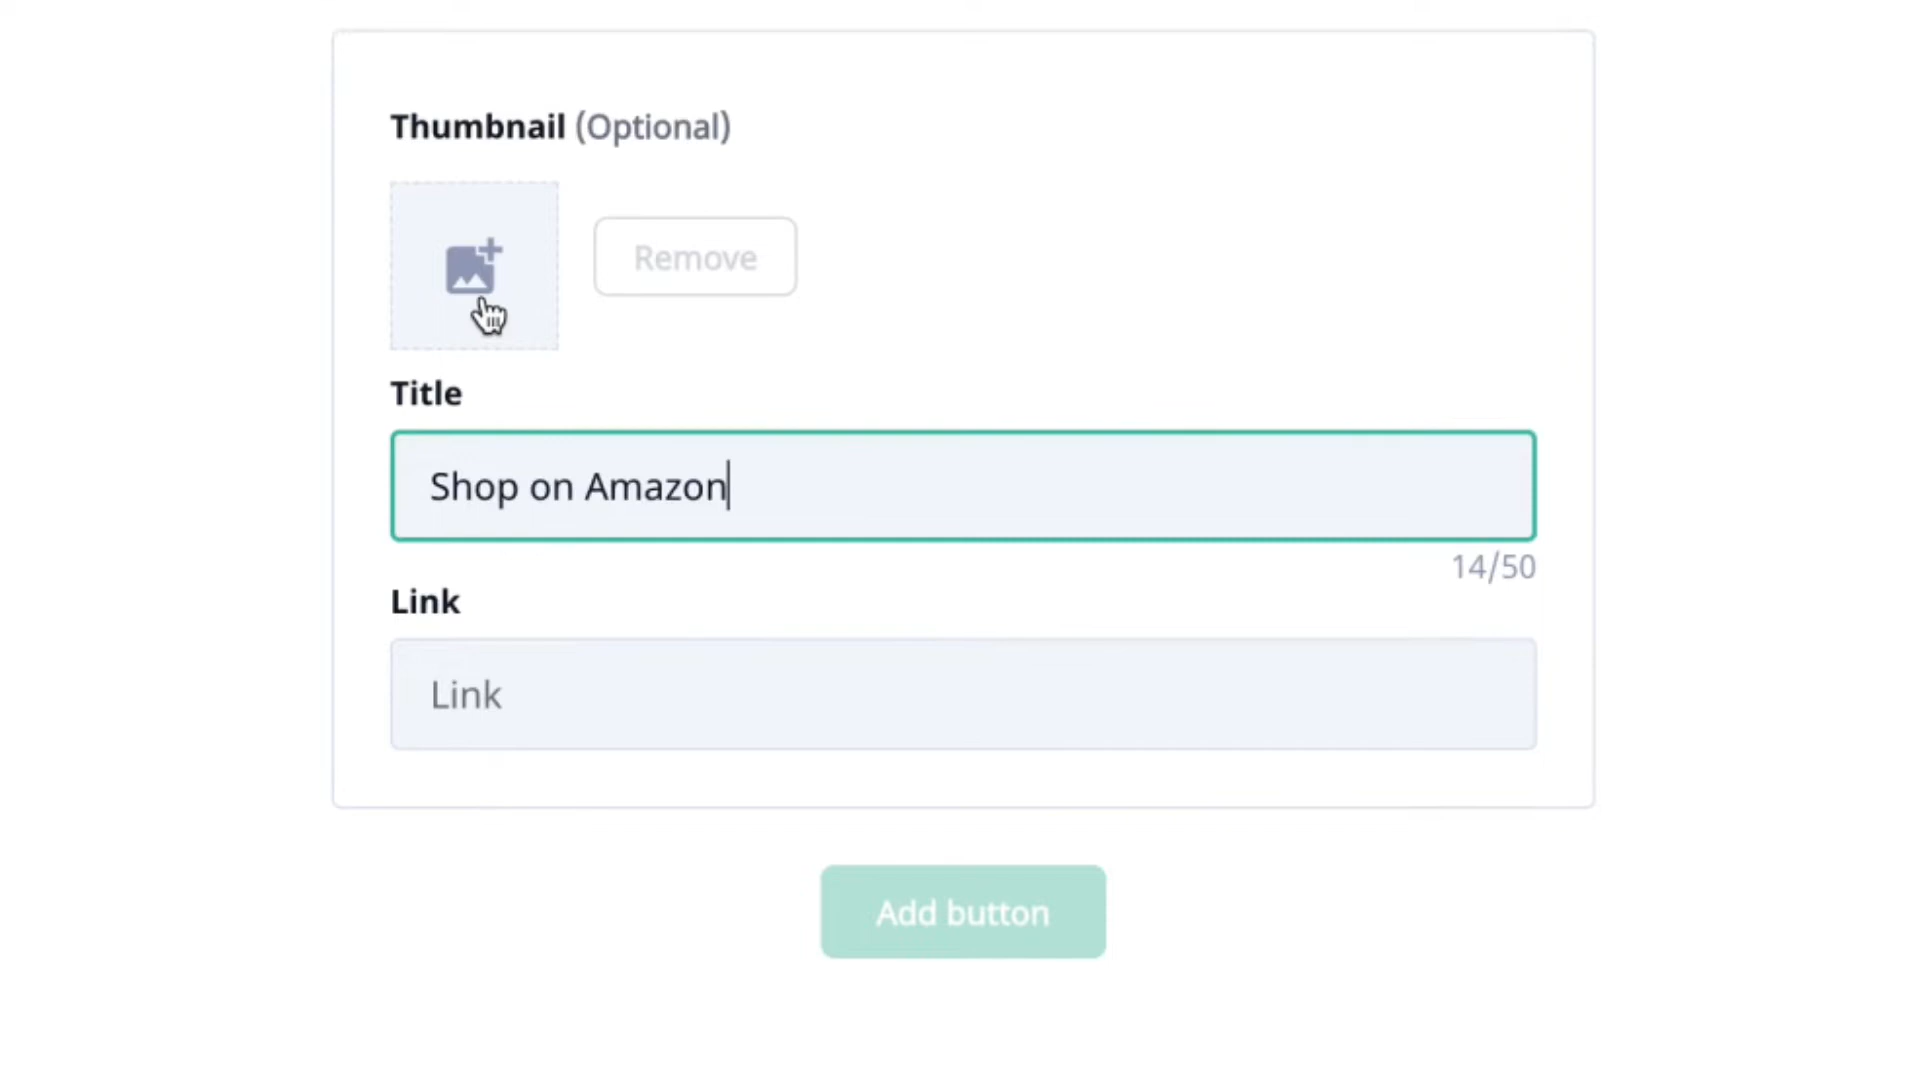 Thumbnail (Optional)
Remove
Title
Shop on Amazon
14/50
Link
Link
Add button